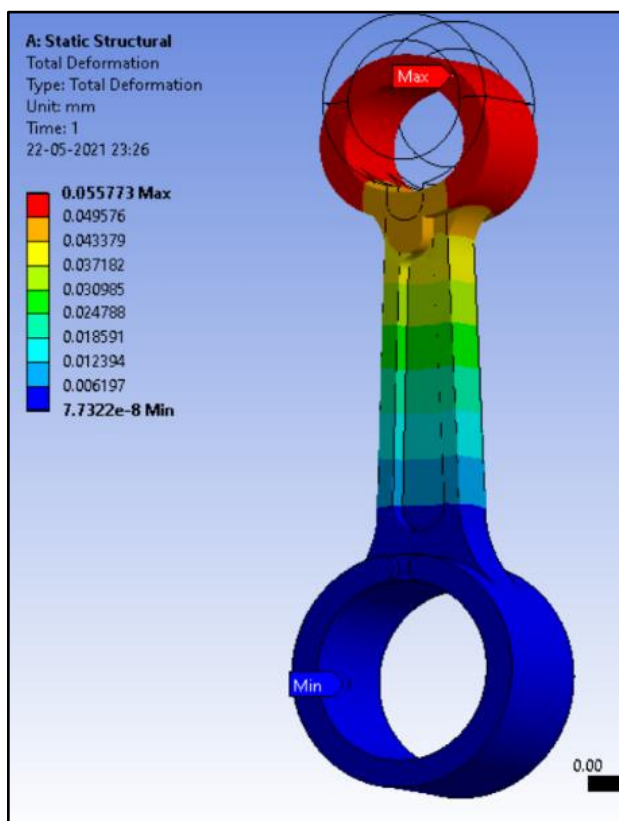 A: Static Structural
Total Deformation
Type: Total Deformation
Unit: mm
Time: 1
22-05-2021 23:26
0.055773 Max
0.049576
0.043379
0.037182
0.030985
0.024788
0.018591
0.012394
0.006197
7.7322e-8 Min
Max
Min
0.00